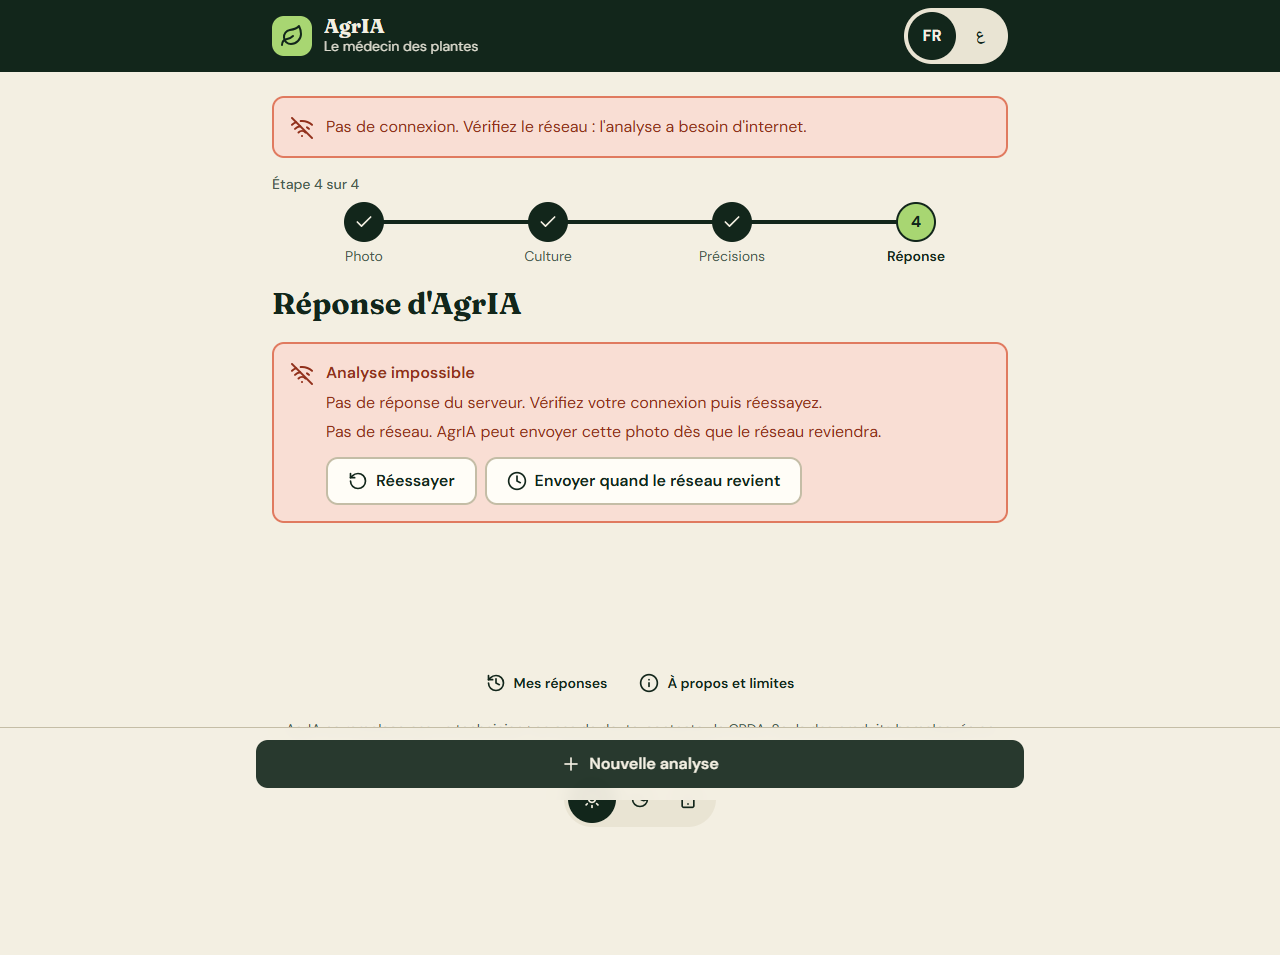 AgrIA
Le médecin des plantes
FR
ع
Pas de connexion. Vérifiez le réseau : l'analyse a besoin d'internet.
Étape 4 sur 4
4
Photo
Culture
Précisions
Réponse
Réponse d'AgrIA
Analyse impossible
Pas de réponse du serveur. Vérifiez votre connexion puis réessayez.
Pas de réseau. AgrIA peut envoyer cette photo dès que le réseau reviendra.
Réessayer
Envoyer quand le réseau revient
Mes réponses
À propos et limites
Nouvelle analyse